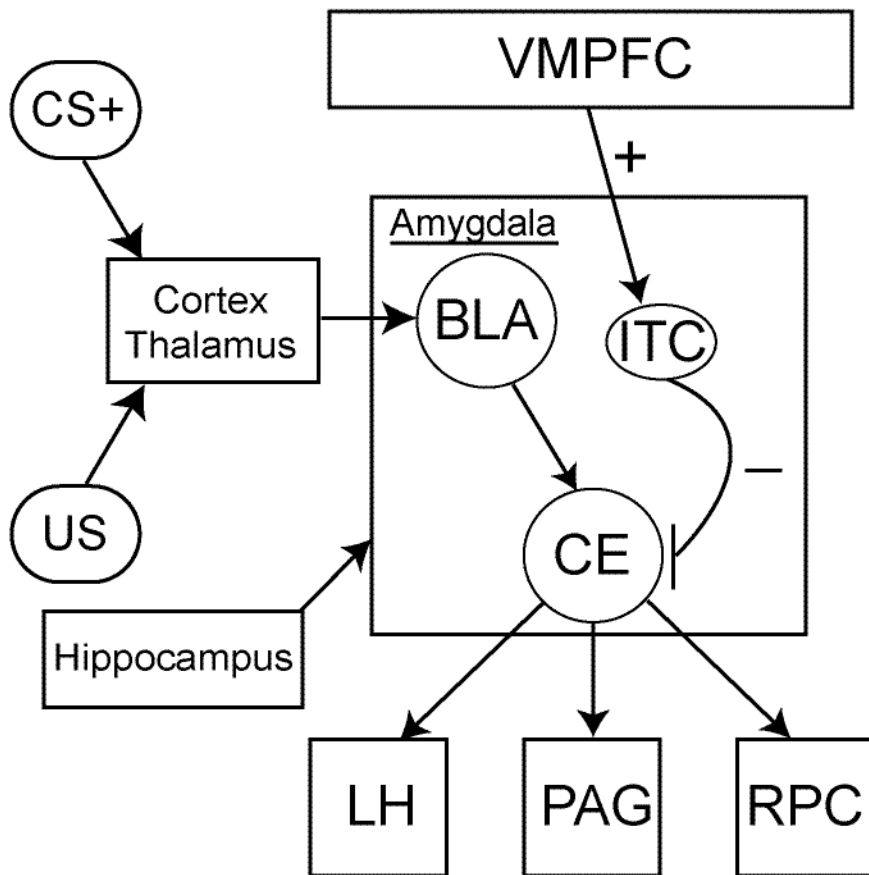 VMPFC
CS+
+
Amygdala
Cortex
Thalamus
BLA
ITC
–
US
CE
Hippocampus
LH
PAG
RPC